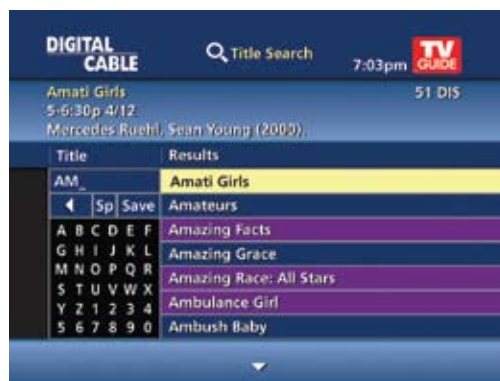 DIGITAL CABLE
Title Search
7:03pm
TV GUIDE
Amati Girls
51 DIS
5-6:30p 4/12
Mercedes Ruehl, Sean Young (2000),
Title
Results
AM_
Amati Girls
Sp Save
Amateurs
A B C D E F
Amazing Facts
G H I J K L
Amazing Grace
M N O P Q R
Amazing Race: All Stars
S T U V W X
Ambulance Girl
Y Z 1 2 3 4
5 6 7 8 9 0
Ambush Baby